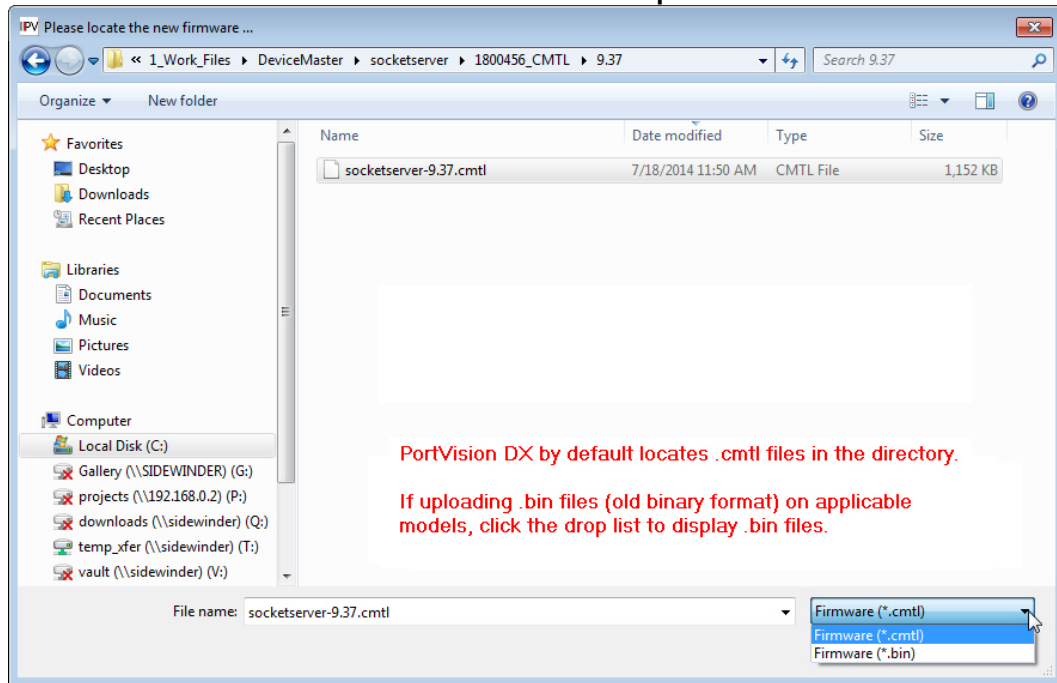 IPV Please locate the new firmware ...
« 1_Work_Files ▸ DeviceMaster ▸ socketserver ▸ 1800456_CMTL ▸ 9.37
Search 9.37
Organize New folder
Name Date modified Type Size
socketserver-9.37.cmtl 7/18/2014 11:50 AM CMTL File 1,152 KB
Favorites
Desktop
Downloads
Recent Places
Libraries
Documents
Music
Pictures
Videos
Computer
Local Disk (C:)
Gallery (\\SIDEWINDER) (G:)
projects (\\192.168.0.2) (P:)
downloads (\\sidewinder) (Q:)
temp_xfer (\\sidewinder) (T:)
vault (\\sidewinder) (V:)
PortVision DX by default locates .cmtl files in the directory.
If uploading .bin files (old binary format) on applicable
models, click the drop list to display .bin files.
File name: socketserver-9.37.cmtl
Firmware (*.cmtl)
Firmware (*.cmtl)
Firmware (*.bin)